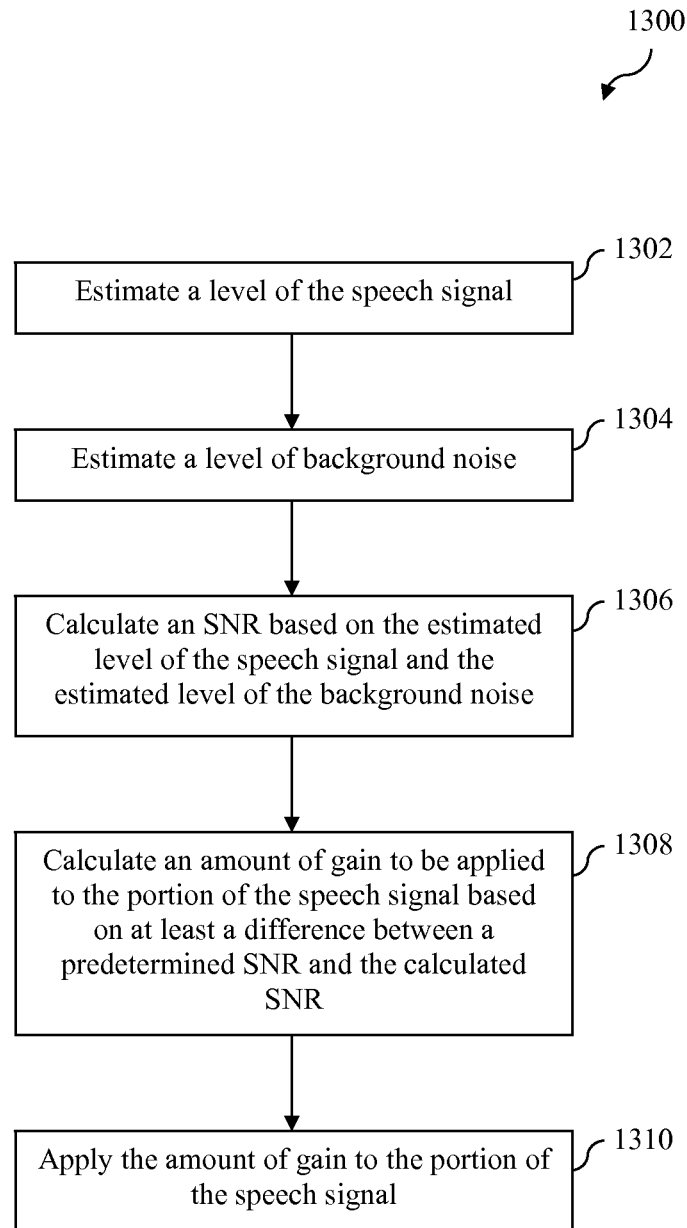 1300
1302
Estimate a level of the speech signal
1304
Estimate a level of background noise
1306
Calculate an SNR based on the estimated
level of the speech signal and the
estimated level of the background noise
1308
Calculate an amount of gain to be applied
to the portion of the speech signal based
on at least a difference between a
predetermined SNR and the calculated
SNR
1310
Apply the amount of gain to the portion of
the speech signal